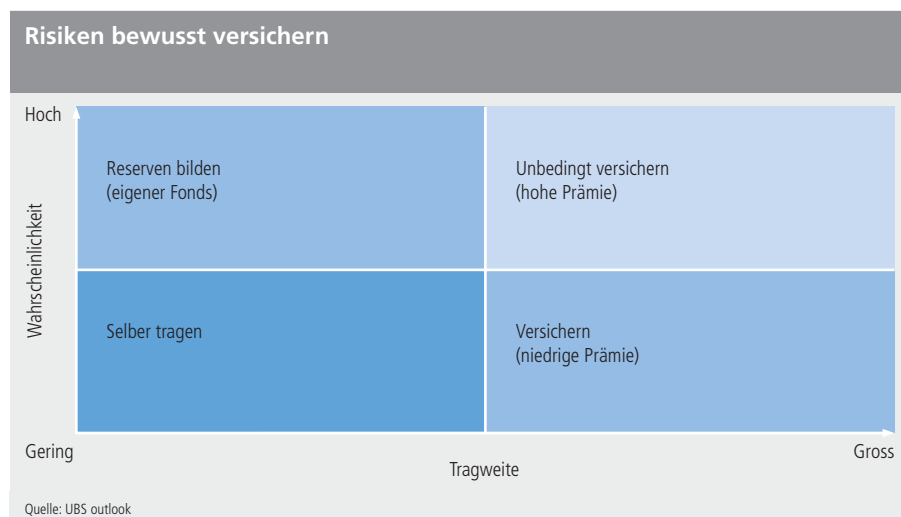 Risiken bewusst versichern
Hoch
Wahrscheinlichkeit
Reserven bilden
(eigener Fonds)
Unbedingt versichern
(hohe Prämie)
Selber tragen
Versichern
(niedrige Prämie)
Gering
Tragweite
Gross
Quelle: UBS outlook